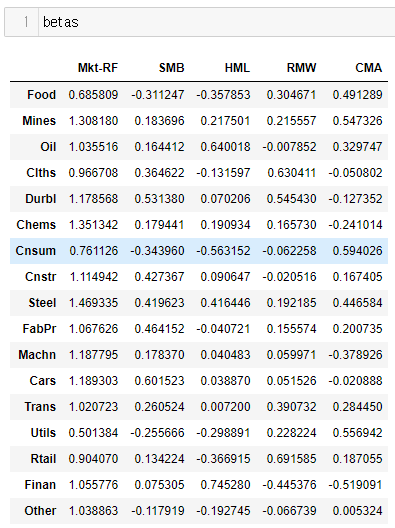 1 betas
Mkt-RF SMB HML RMW CMA
Food 0.685809 -0.311247 -0.357853 0.304671 0.491289
Mines 1.308180 0.183696 0.217501 0.215557 0.547326
Oil 1.035516 0.164412 0.640018 -0.007852 0.329747
Clths 0.966708 0.364622 -0.131597 0.630411 -0.050802
Durbl 1.178568 0.531380 0.070206 0.545430 -0.127352
Chems 1.351342 0.179441 0.190934 0.165730 -0.241014
Cnsum 0.761126 -0.343960 -0.563152 -0.062258 0.594026
Cnstr 1.114942 0.427367 0.090647 -0.020516 0.167405
Steel 1.469335 0.419623 0.416446 0.192185 0.446584
FabPr 1.067626 0.464152 -0.040721 0.155574 0.200735
Machn 1.187795 0.178370 0.040483 0.059971 -0.378926
Cars 1.189303 0.601523 0.038870 0.051526 -0.020888
Trans 1.020723 0.260524 0.007200 0.390732 0.284450
Utils 0.501384 -0.255666 -0.298891 0.228224 0.556942
Rtail 0.904070 0.134224 -0.366915 0.691585 0.187055
Finan 1.055776 0.075305 0.745280 -0.445376 -0.519091
Other 1.038863 -0.117919 -0.192745 -0.066739 0.005324